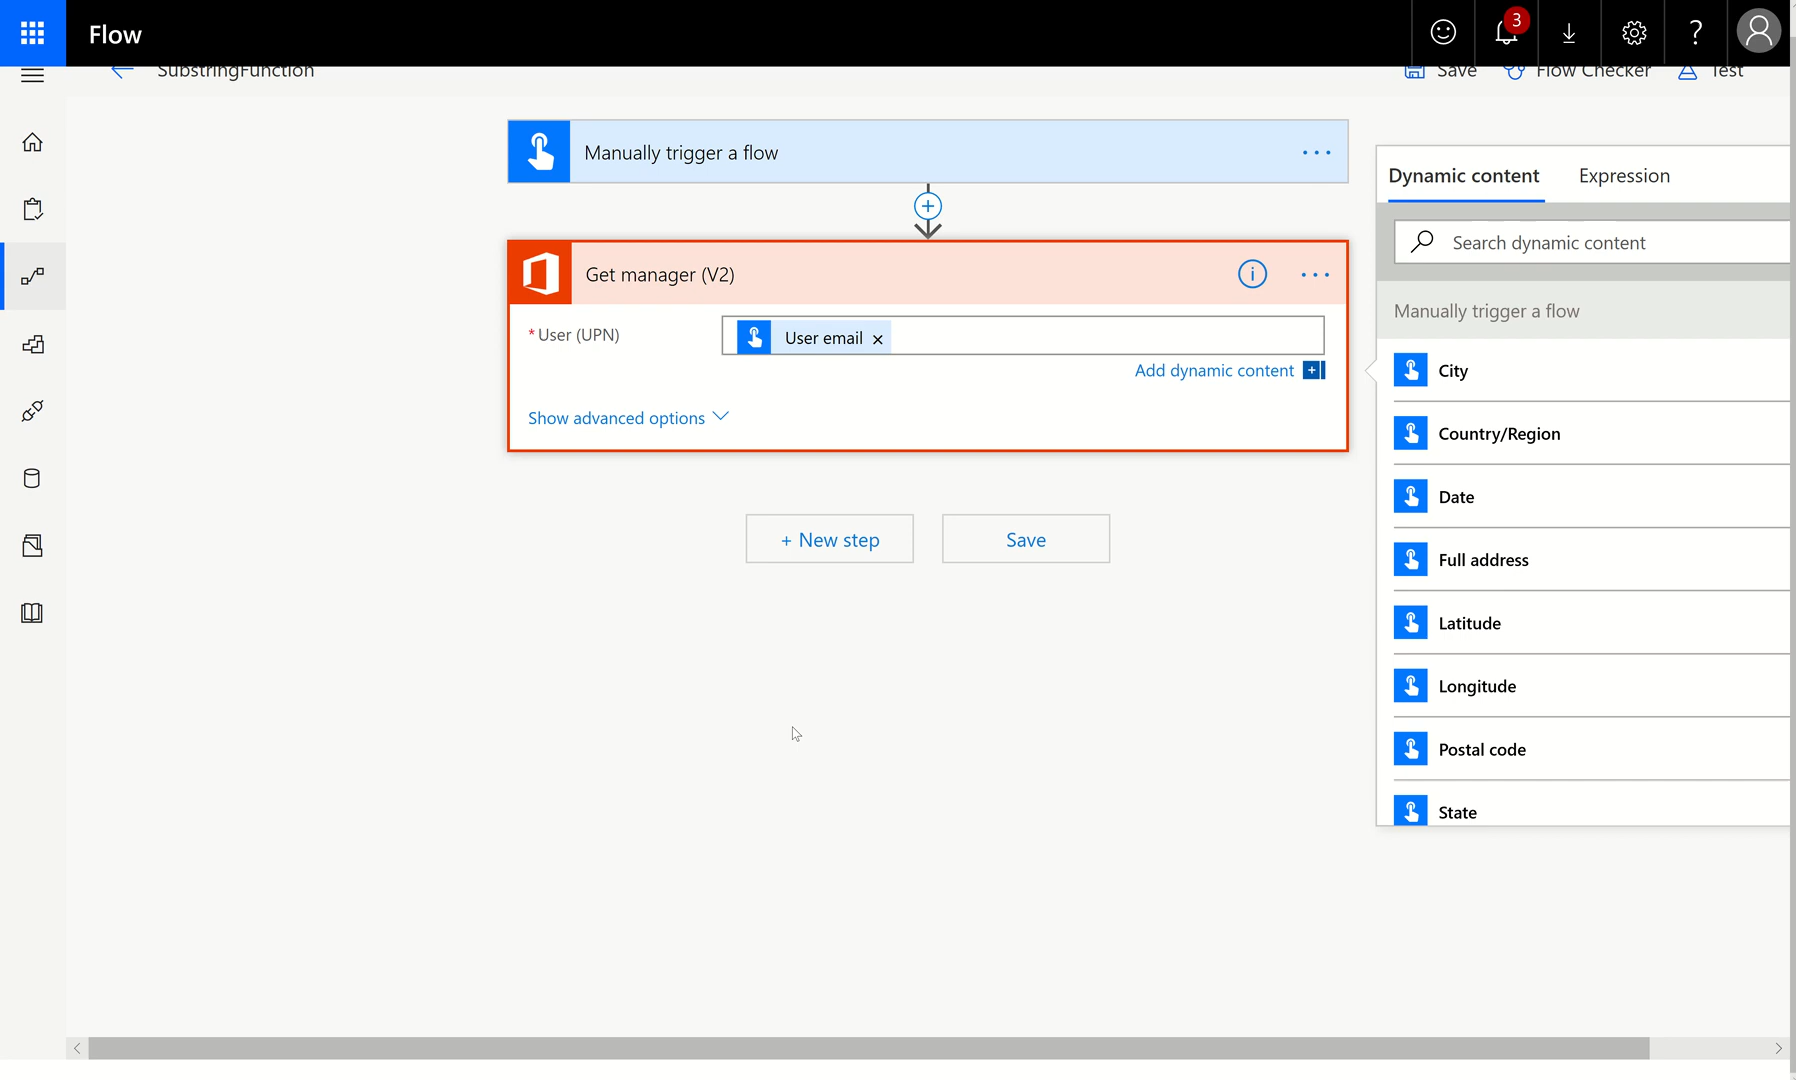 Flow
3
?
SubstringFunction
Save
Flow Checker
Test
Manually trigger a flow
Get manager (V2)
* User (UPN)
User email ×
Add dynamic content
Show advanced options
+ New step
Save
Dynamic content
Expression
Search dynamic content
Manually trigger a flow
City
Country/Region
Date
Full address
Latitude
Longitude
Postal code
State